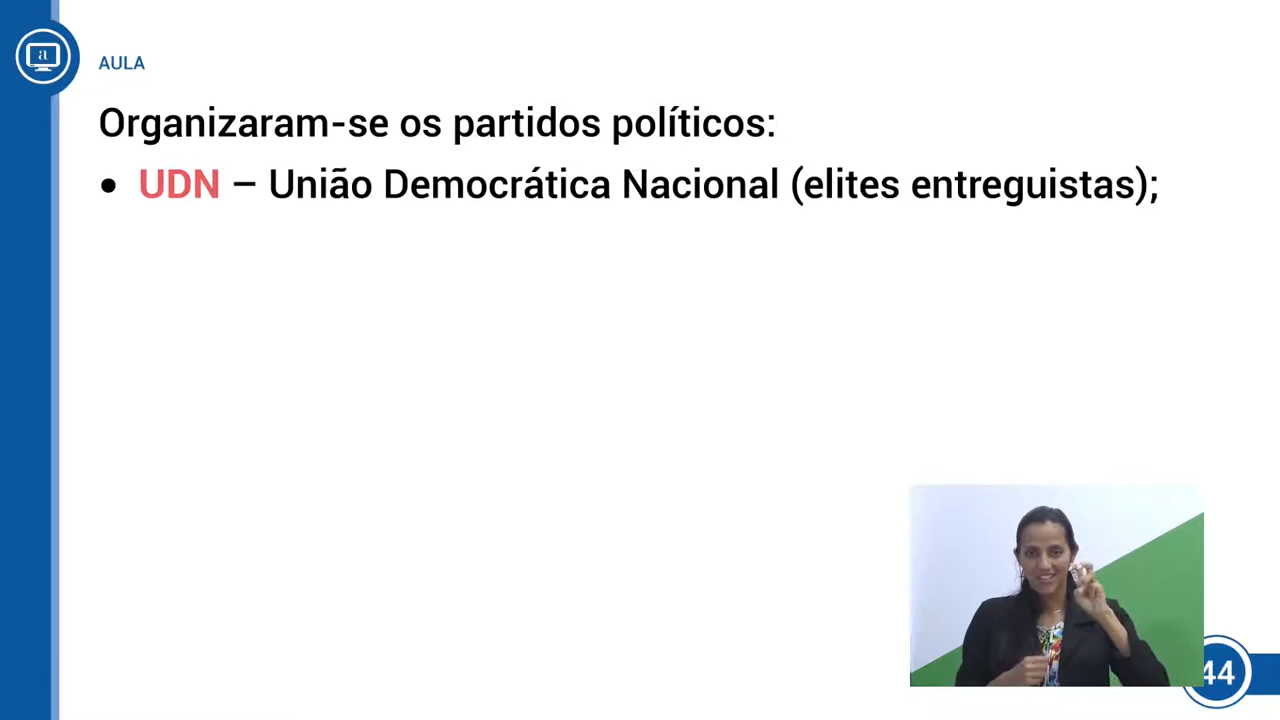 a
AULA
Organizaram-se os partidos políticos:
• UDN – União Democrática Nacional (elites entreguistas);
44